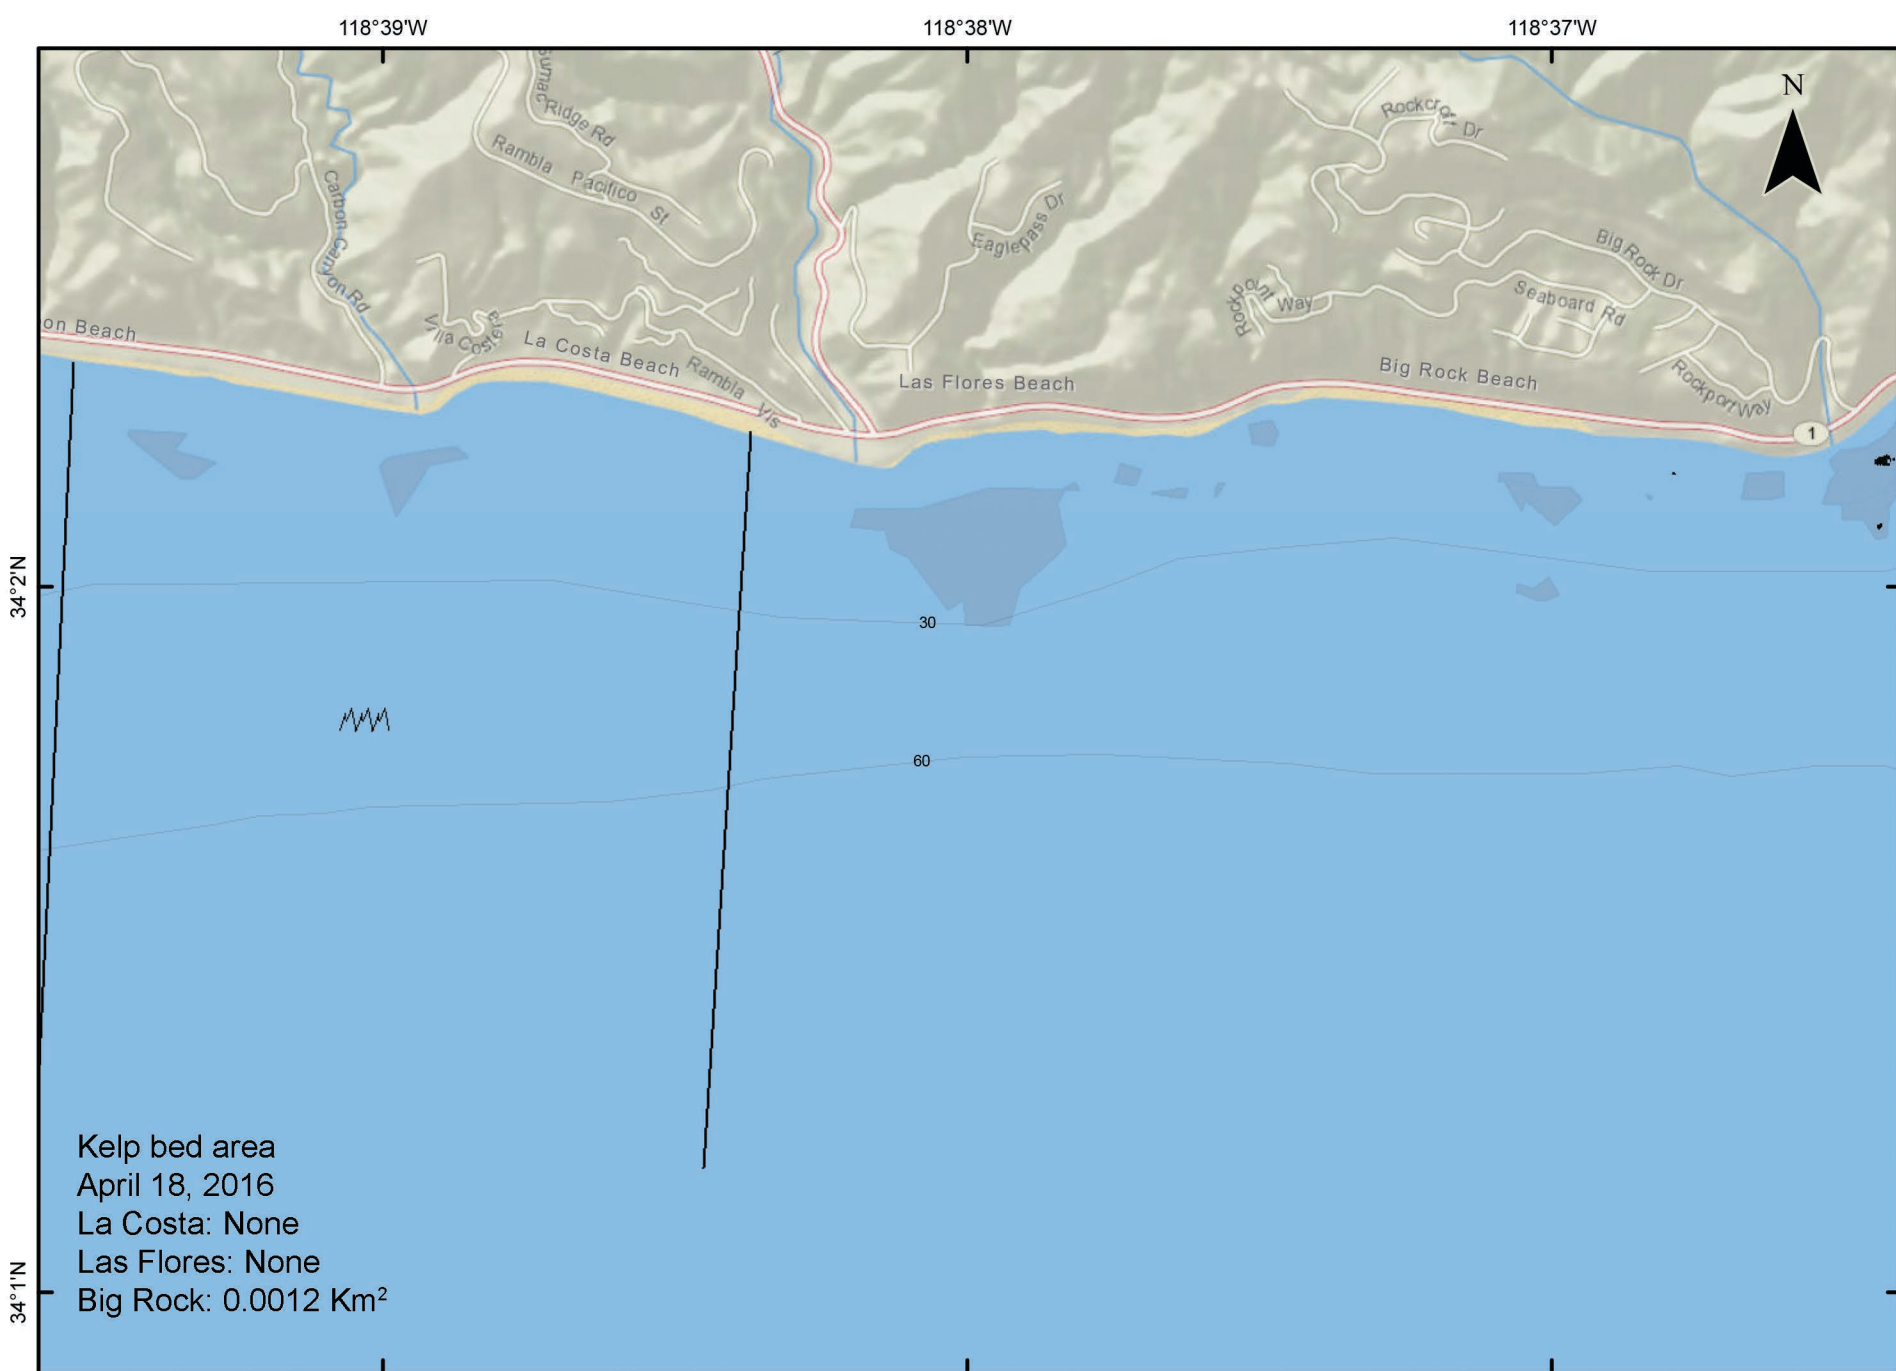 118°39'W 118°38'W 118°37'W
N
Sumac
Ridge Rd
Rambla Pacifico St
Carbon Canyon Rd
Eaglepass Dr
Rockcroft Dr
Big Rock Dr
Seaboard Rd
Rockpoint Way
on Beach
Villa Costera
La Costa Beach
Rambla Vis
Las Flores Beach
Big Rock Beach
Rockport Way
1
34°2'N
30
60
Kelp bed area
April 18, 2016
La Costa: None
Las Flores: None
Big Rock: 0.0012 Km²
34°1'N